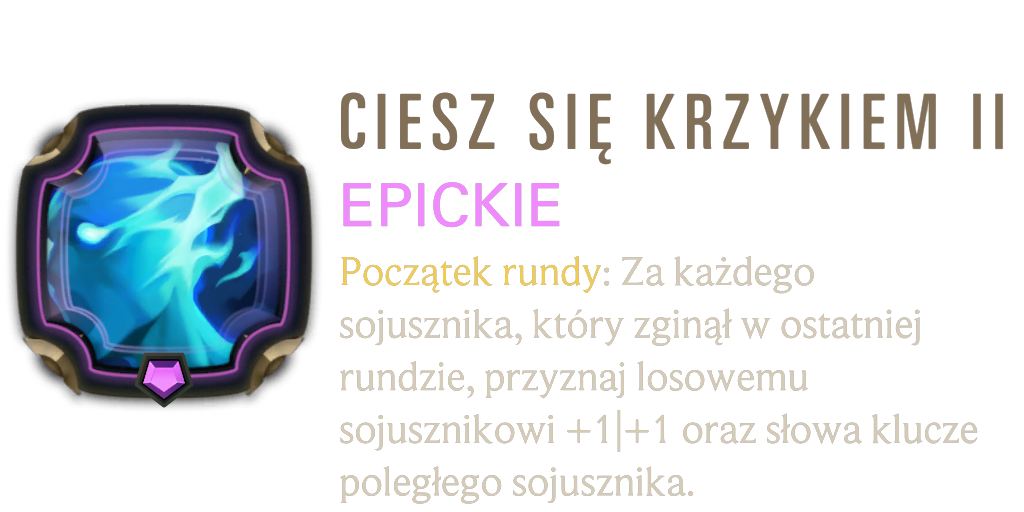 CIESZ SIĘ KRZYKIEM II
EPICKIE
Początek rundy: Za każdego
sojusznika, który zginął w ostatniej
rundzie, przyznaj losowemu
sojusznikowi +1|+1 oraz słowa klucze
poległego sojusznika.